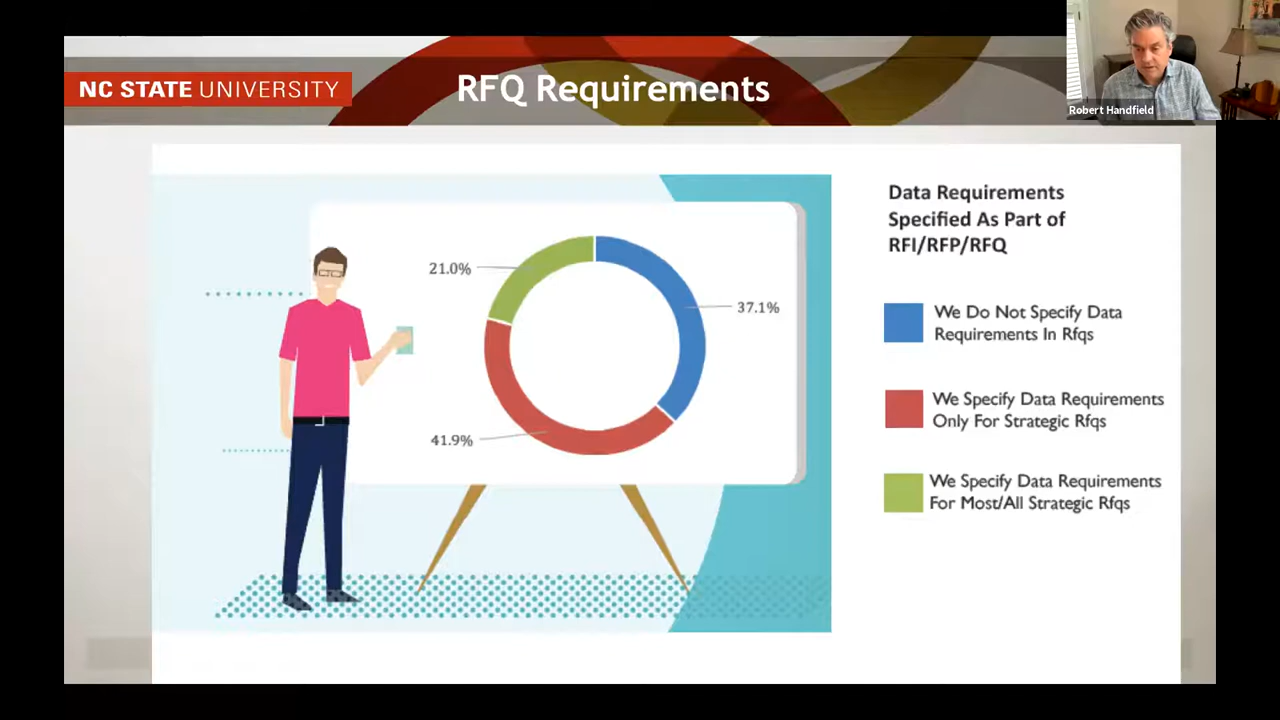 NC STATE UNIVERSITY
RFQ Requirements
Robert Handfield
Data Requirements
Specified As Part of
RFI/RFP/RFQ
21.0%
37.1%
41.9%
We Do Not Specify Data
Requirements In Rfqs
We Specify Data Requirements
Only For Strategic Rfqs
We Specify Data Requirements
For Most/All Strategic Rfqs